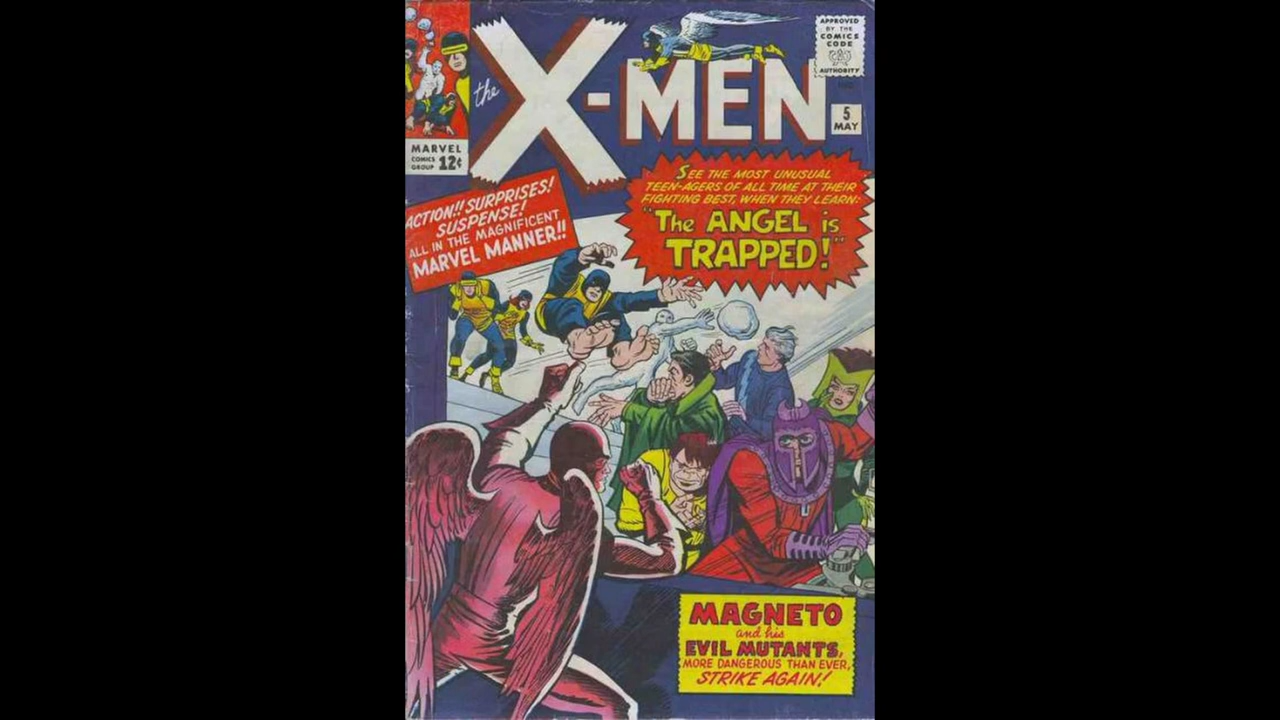 the X-MEN
APPROVED
BY THE
COMICS
CODE
AUTHORITY
5
MAY
MARVEL
COMICS
GROUP 12¢
ACTION!! SURPRISES!
SUSPENSE!
ALL IN THE MAGNIFICENT
MARVEL MANNER!!
SEE THE MOST UNUSUAL
TEEN-AGERS OF ALL TIME AT THEIR
FIGHTING BEST, WHEN THEY LEARN:
"The ANGEL is
TRAPPED!"
MAGNETO
and his
EVIL MUTANTS,
MORE DANGEROUS THAN EVER,
STRIKE AGAIN!